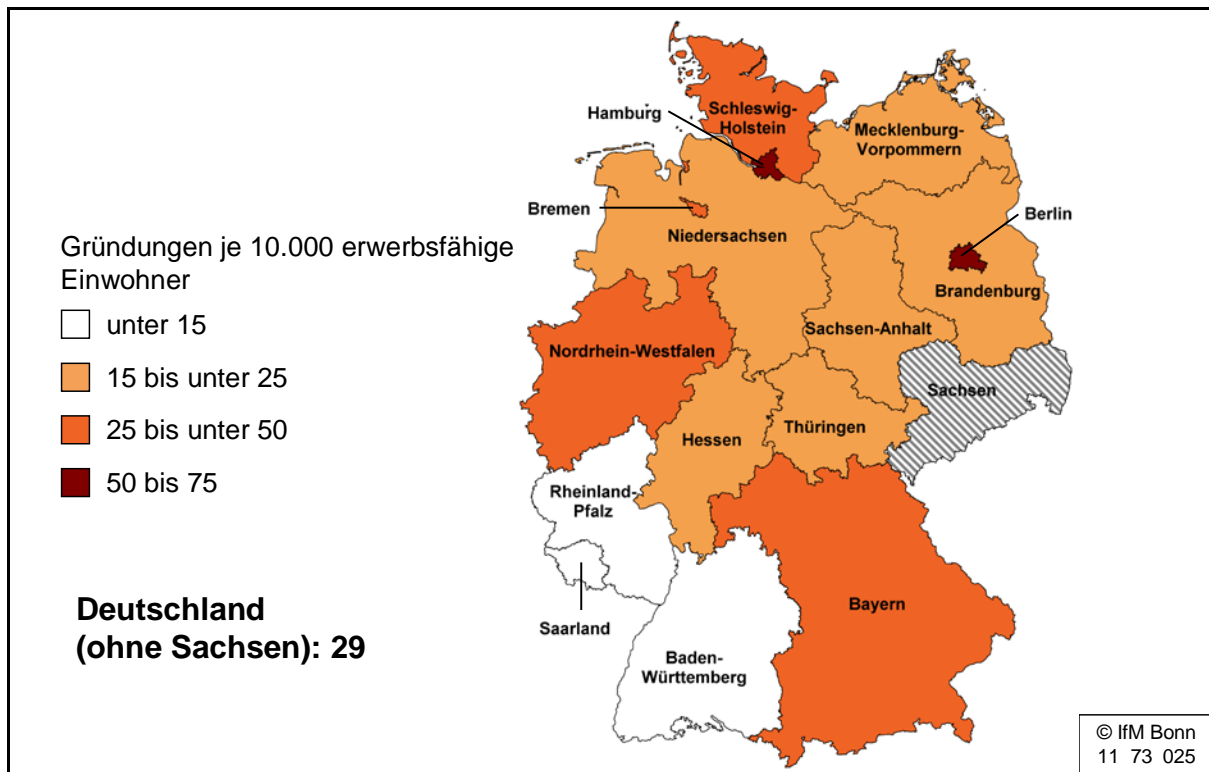 Gründungen je 10.000 erwerbsfähige
Einwohner
unter 15
15 bis unter 25
25 bis unter 50
50 bis 75
Deutschland
(ohne Sachsen): 29
Hamburg
Schleswig-
Holstein
Mecklenburg-
Vorpommern
Bremen
Niedersachsen
Berlin
Brandenburg
Sachsen-Anhalt
Nordrhein-Westfalen
Sachsen
Hessen
Thüringen
Rheinland-
Pfalz
Saarland
Bayern
Baden-
Württemberg
© IfM Bonn
11 73 025